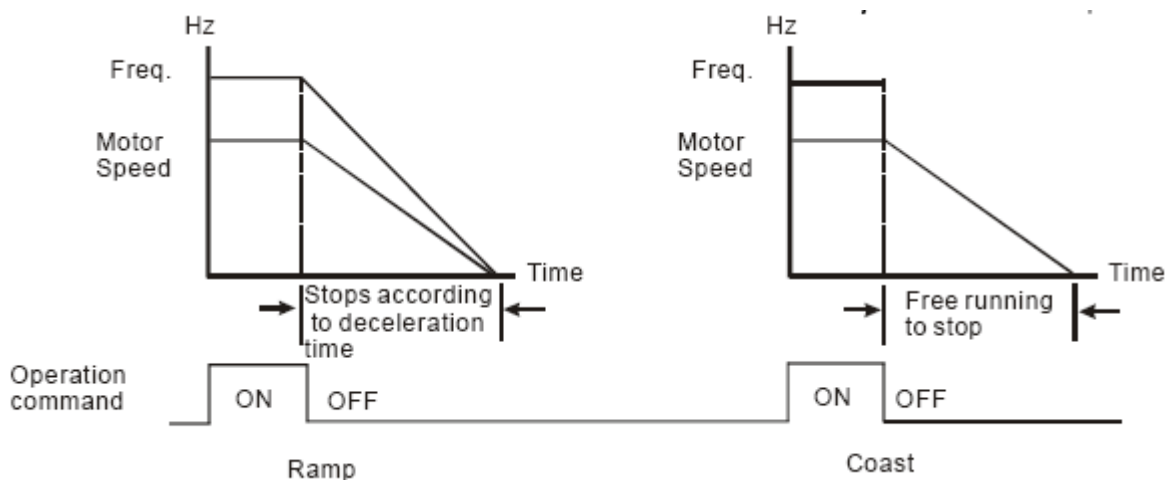 Hz
Freq.
Motor
Speed
Time
Stops according
to deceleration
time
Hz
Freq.
Motor
Speed
Time
Free running
to stop
Operation
command
ON
OFF
ON
OFF
Ramp
Coast